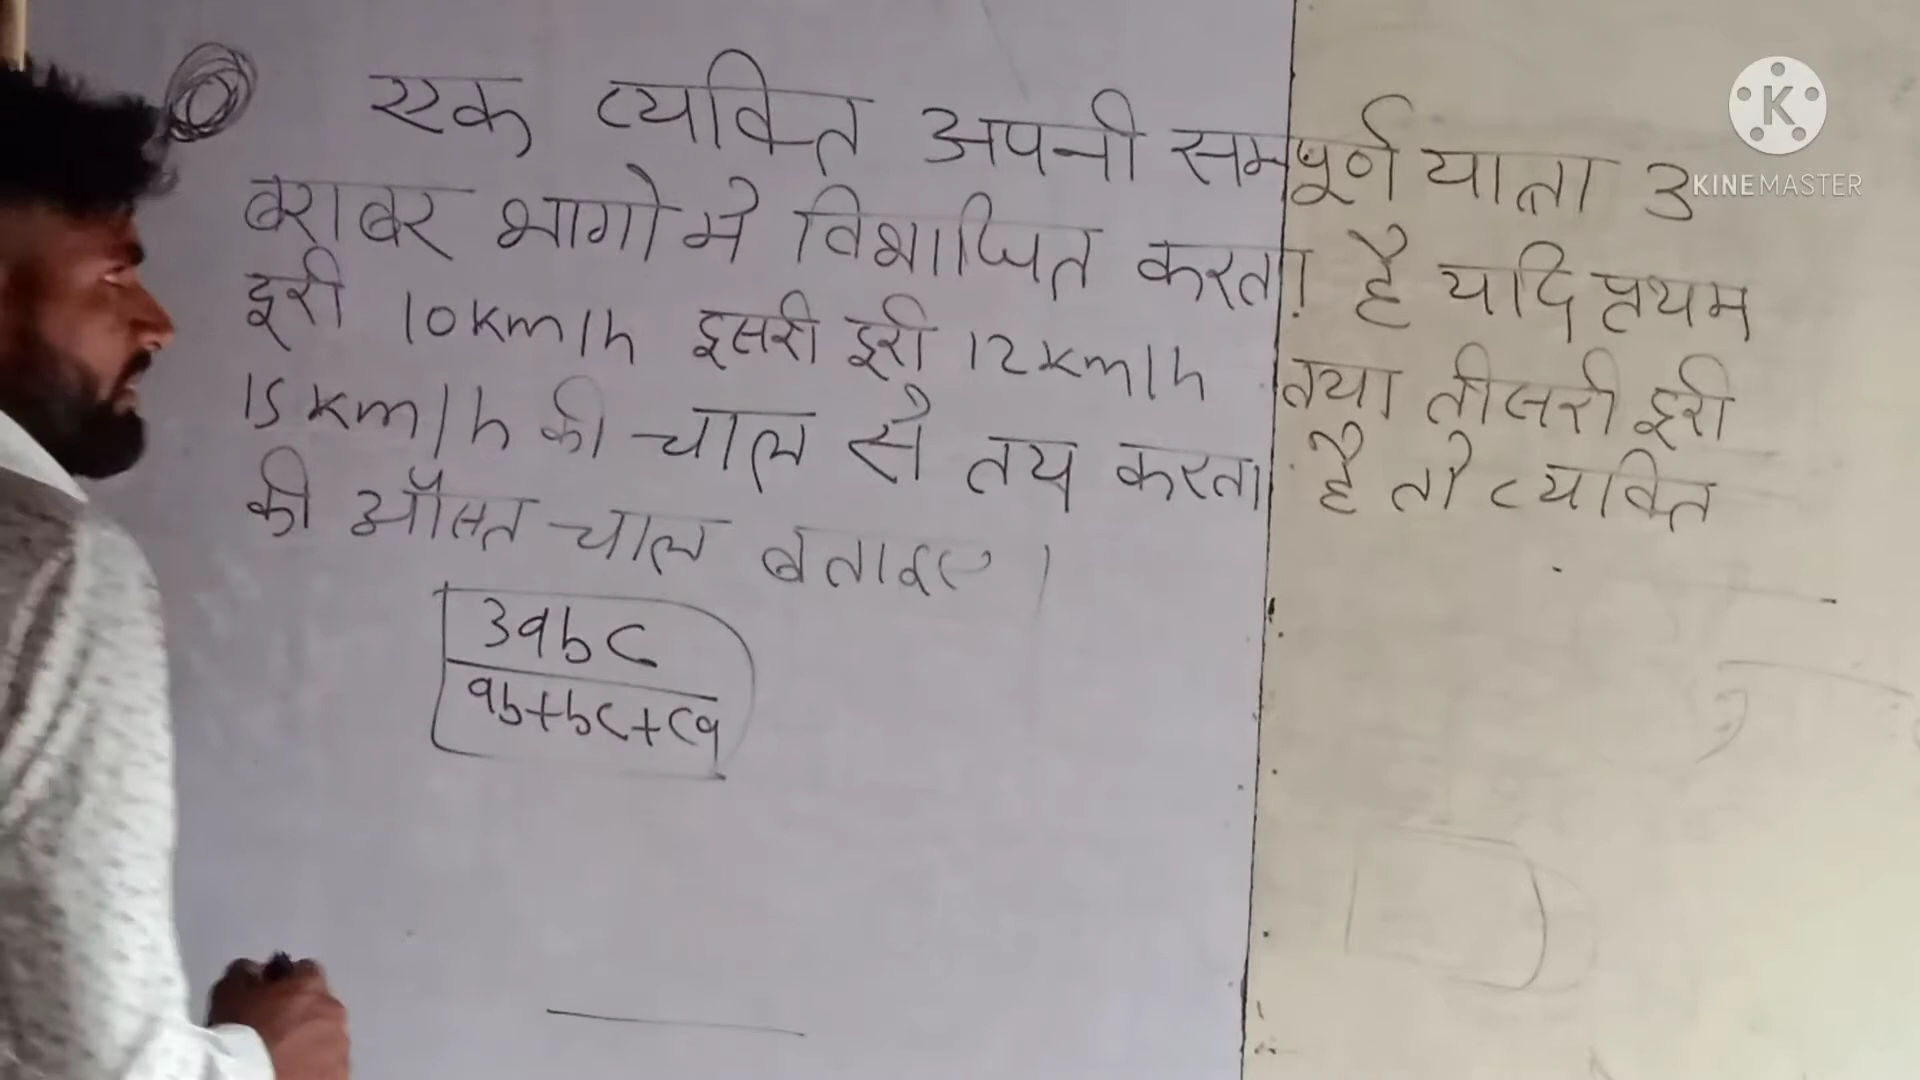 एक व्यक्ति अपनी सम्पूर्ण यात्रा 3
बराबर भागो मे विभाजित करता है यदि प्रथम
दूरी 10km/h दूसरी दूरी 12km/h तथा तीसरी दूरी
15km/h की चाल से तय करता है तो व्यक्ति
की औसत चाल बताइए।
3abc
ab+bc+ca
K
KINEMASTER